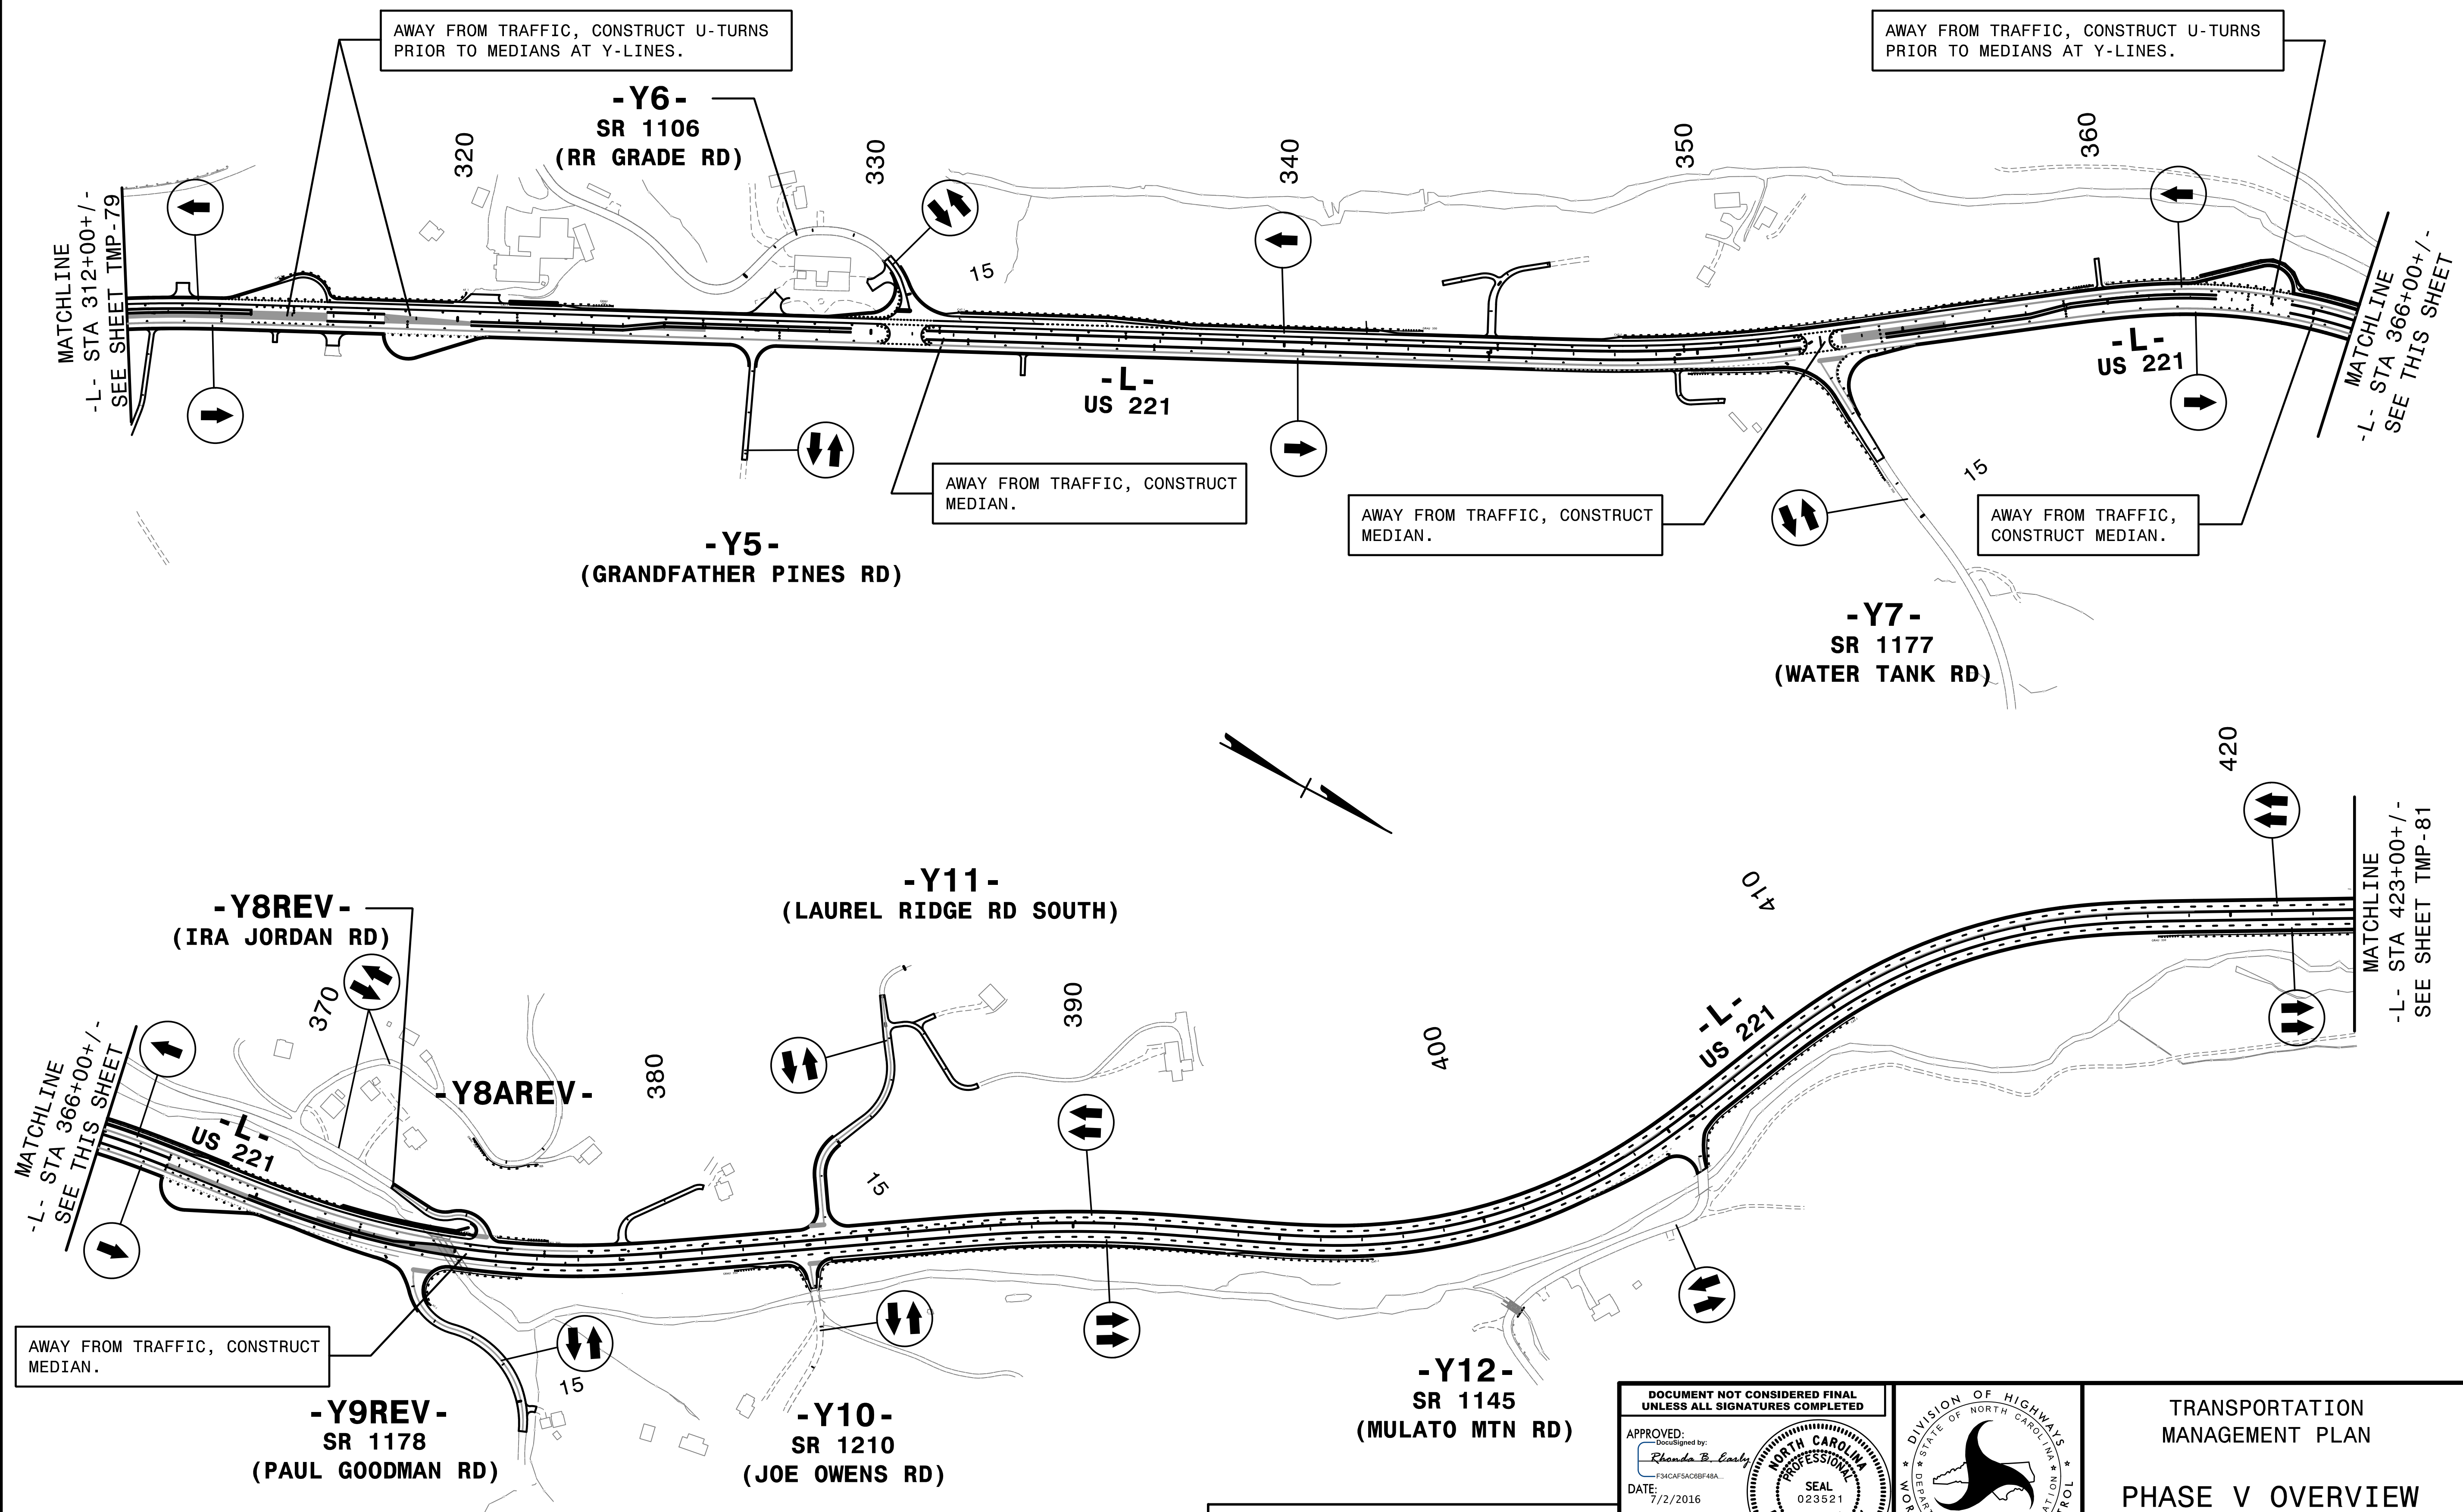 AWAY FROM TRAFFIC, CONSTRUCT U-TURNS
PRIOR TO MEDIANS AT Y-LINES.
AWAY FROM TRAFFIC, CONSTRUCT U-TURNS
PRIOR TO MEDIANS AT Y-LINES.
-Y6-
SR 1106
(RR GRADE RD)
320
330
340
350
360
MATCHLINE
-L- STA 312+00+/-
SEE SHEET TMP-79
15
MATCHLINE
-L- STA 366+00+/-
SEE THIS SHEET
-L-
US 221
-L-
US 221
15
AWAY FROM TRAFFIC, CONSTRUCT
MEDIAN.
AWAY FROM TRAFFIC, CONSTRUCT
MEDIAN.
AWAY FROM TRAFFIC,
CONSTRUCT MEDIAN.
-Y5-
(GRANDFATHER PINES RD)
-Y7-
SR 1177
(WATER TANK RD)
420
410
MATCHLINE
-L- STA 423+00+/-
SEE SHEET TMP-81
-Y11-
(LAUREL RIDGE RD SOUTH)
-Y8REV-
(IRA JORDAN RD)
370
380
390
400
-Y8AREV-
-L-
US 221
MATCHLINE
-L- STA 366+00+/-
SEE THIS SHEET
-L-
US 221
15
AWAY FROM TRAFFIC, CONSTRUCT
MEDIAN.
15
-Y9REV-
SR 1178
(PAUL GOODMAN RD)
-Y10-
SR 1210
(JOE OWENS RD)
-Y12-
SR 1145
(MULATO MTN RD)
DOCUMENT NOT CONSIDERED FINAL
UNLESS ALL SIGNATURES COMPLETED
APPROVED:
DocuSigned by:
Rhonda B. Early
F34CAF5AC6BF48A...
DATE:
7/2/2016
NORTH CAROLINA
PROFESSIONAL
SEAL
023521
DIVISION OF HIGHWAYS
STATE OF NORTH CAROLINA
TRANSPORTATION
MANAGEMENT PLAN
PHASE V OVERVIEW